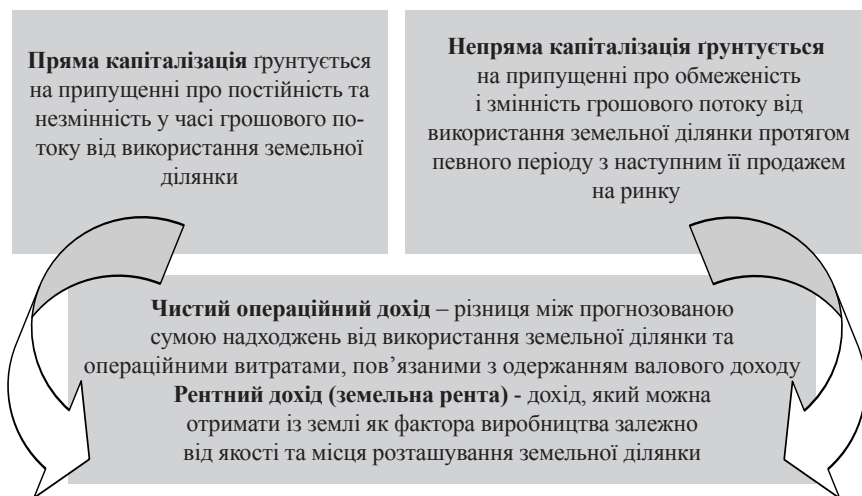 Пряма капіталізація ґрунтується
на припущенні про постійність та
незмінність у часі грошового по-
току від використання земельної
ділянки
Непряма капіталізація ґрунтується
на припущенні про обмеженість
і змінність грошового потоку від
використання земельної ділянки протягом
певного періоду з наступним її продажем
на ринку
Чистий операційний дохід – різниця між прогнозованою
сумою надходжень від використання земельної ділянки та
операційними витратами, пов’язаними з одержанням валового доходу
Рентний дохід (земельна рента) - дохід, який можна
отримати із землі як фактора виробництва залежно
від якості та місця розташування земельної ділянки